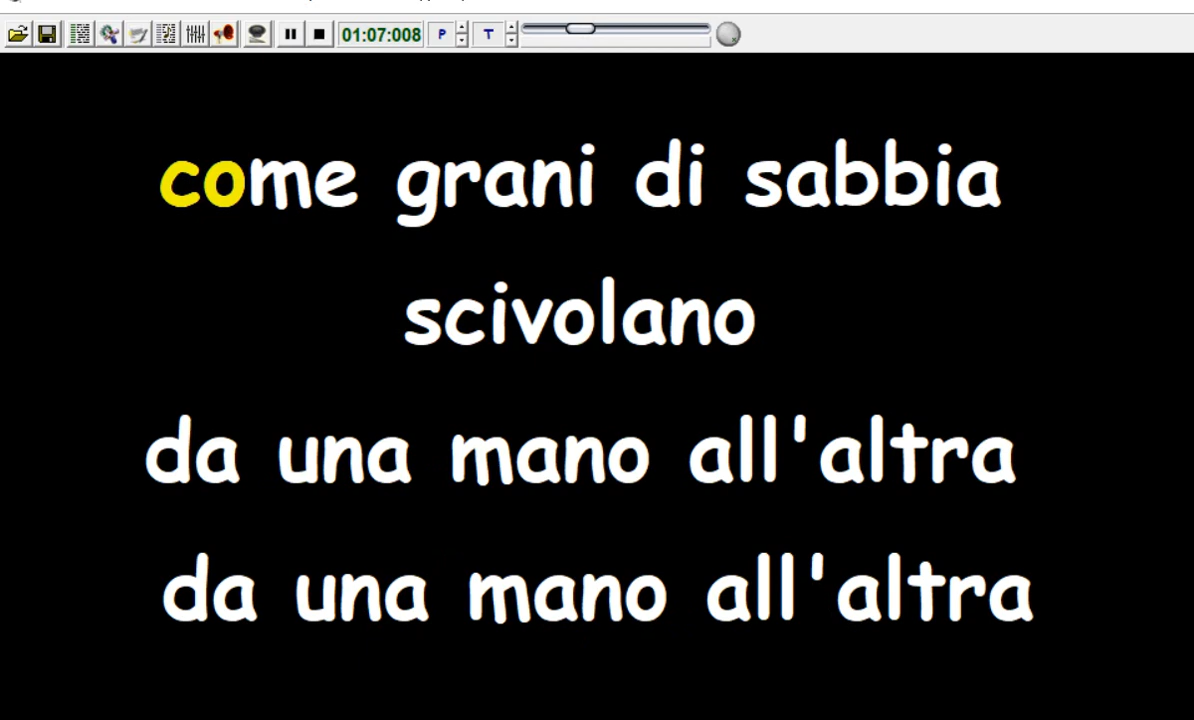 01:07:008 P T
come grani di sabbia
scivolano
da una mano all'altra
da una mano all'altra